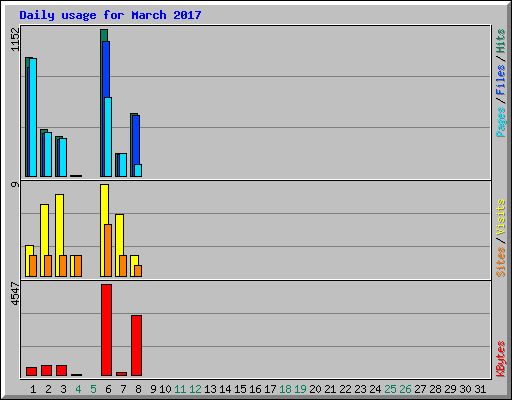 Daily usage for March 2017
1152
Pages/Files/Hits
9
Sites/Visits
4547
KBytes
1 2 3 4 5 6 7 8 9 10 11 12 13 14 15 16 17 18 19 20 21 22 23 24 25 26 27 28 29 30 31